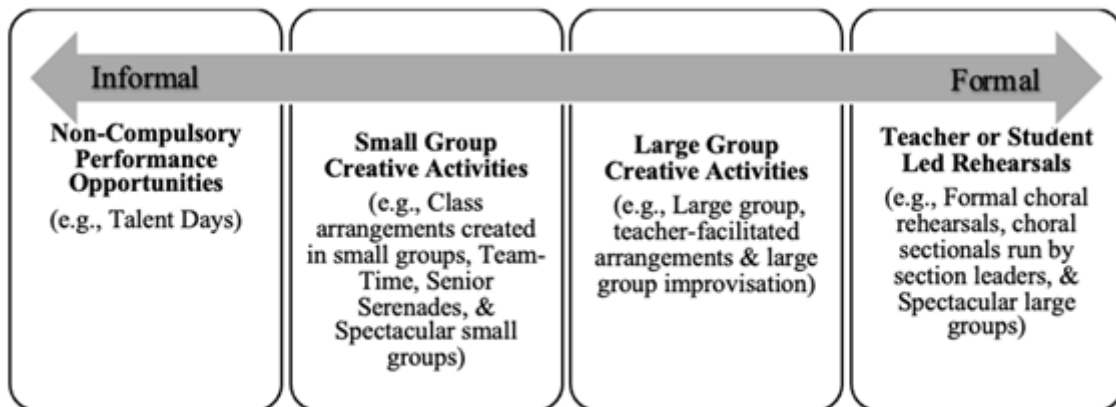 Informal
Formal
Non-Compulsory
Performance
Opportunities
(e.g., Talent Days)
Small Group
Creative Activities
(e.g., Class
arrangements created
in small groups, Team-
Time, Senior
Serenades, &
Spectacular small
groups)
Large Group
Creative Activities
(e.g., Large group,
teacher-facilitated
arrangements & large
group improvisation)
Teacher or Student
Led Rehearsals
(e.g., Formal choral
rehearsals, choral
sectionals run by
section leaders, &
Spectacular large
groups)